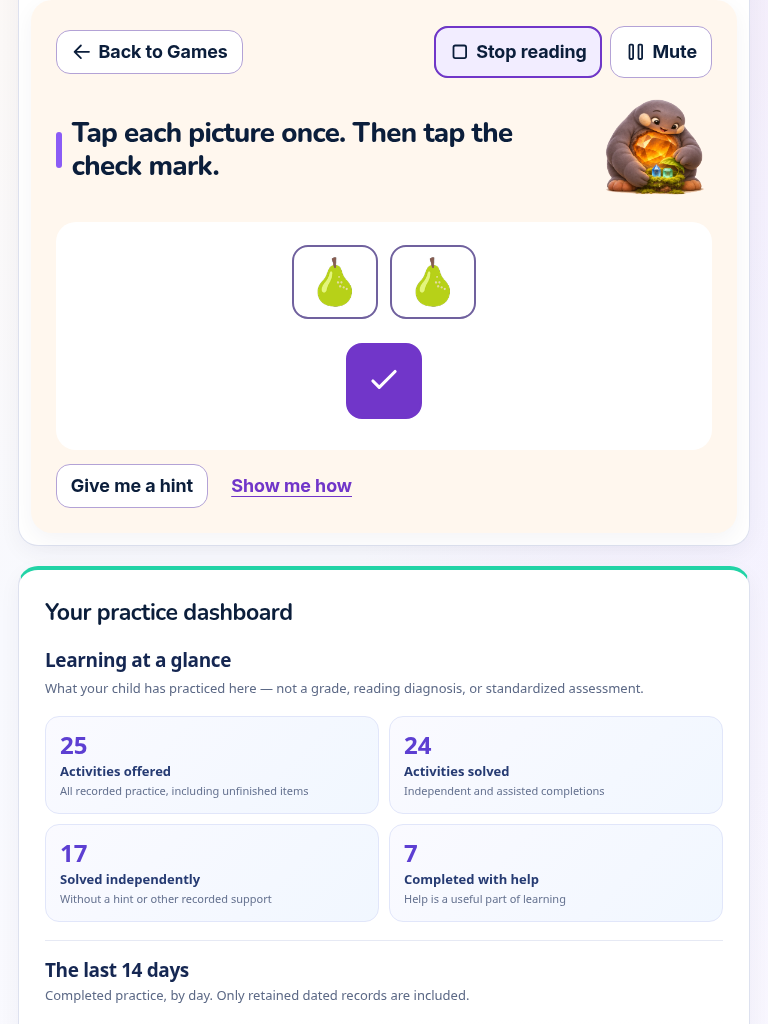 Back to Games
Stop reading
Mute
Tap each picture once. Then tap the
check mark.
Give me a hint
Show me how
Your practice dashboard
Learning at a glance
What your child has practiced here — not a grade, reading diagnosis, or standardized assessment.
25
Activities offered
All recorded practice, including unfinished items
24
Activities solved
Independent and assisted completions
17
Solved independently
Without a hint or other recorded support
7
Completed with help
Help is a useful part of learning
The last 14 days
Completed practice, by day. Only retained dated records are included.